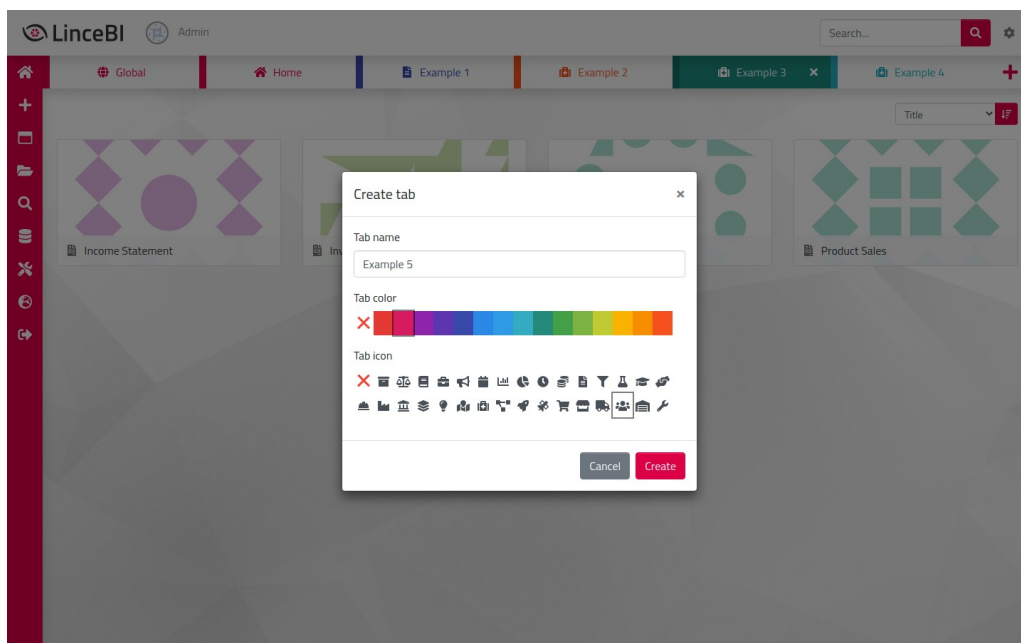 LinceBI Admin Search...
Global Home Example 1 Example 2 Example 3 Example 4
Title
Create tab
Tab name
Example 5
Tab color
Tab icon
Cancel Create
Income Statement
Product Sales